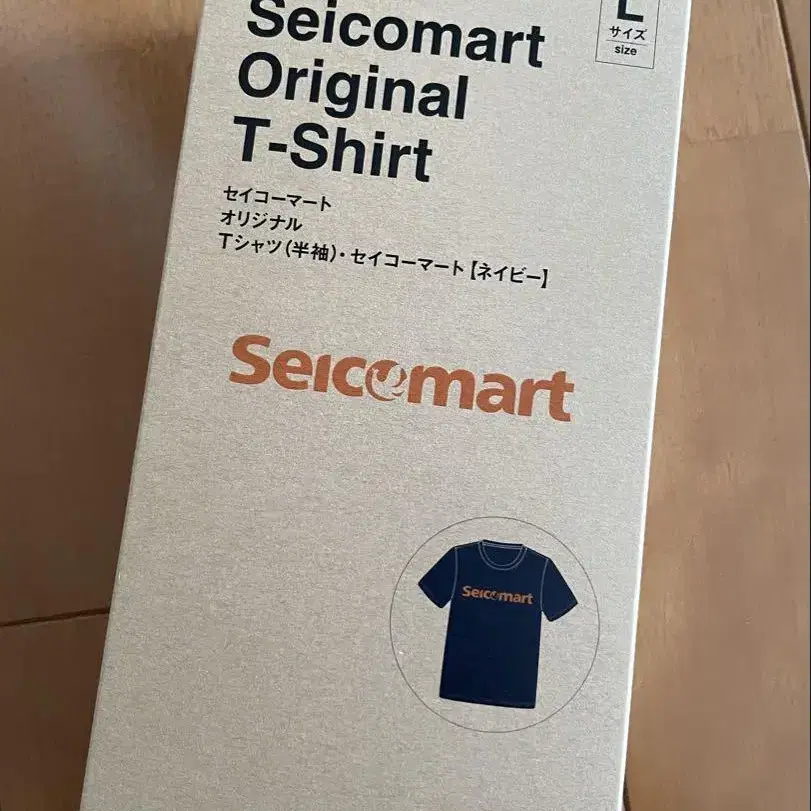 Seicomart
Original
T-Shirt
L
サイズ
size
セイコーマート
オリジナル
Tシャツ(半袖)・セイコーマート【ネイビー】
Seicomart
Seicomart